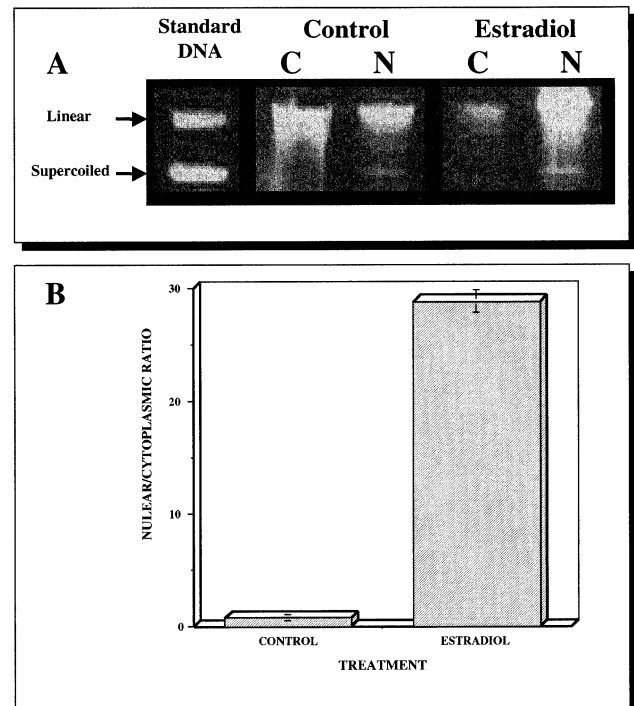 Standard DNA
Control
Estradiol
A
C N C N
Linear
Supercoiled
B
30
20
10
0
NULEAR/CYTOPLASMIC RATIO
CONTROL ESTRADIOL
TREATMENT